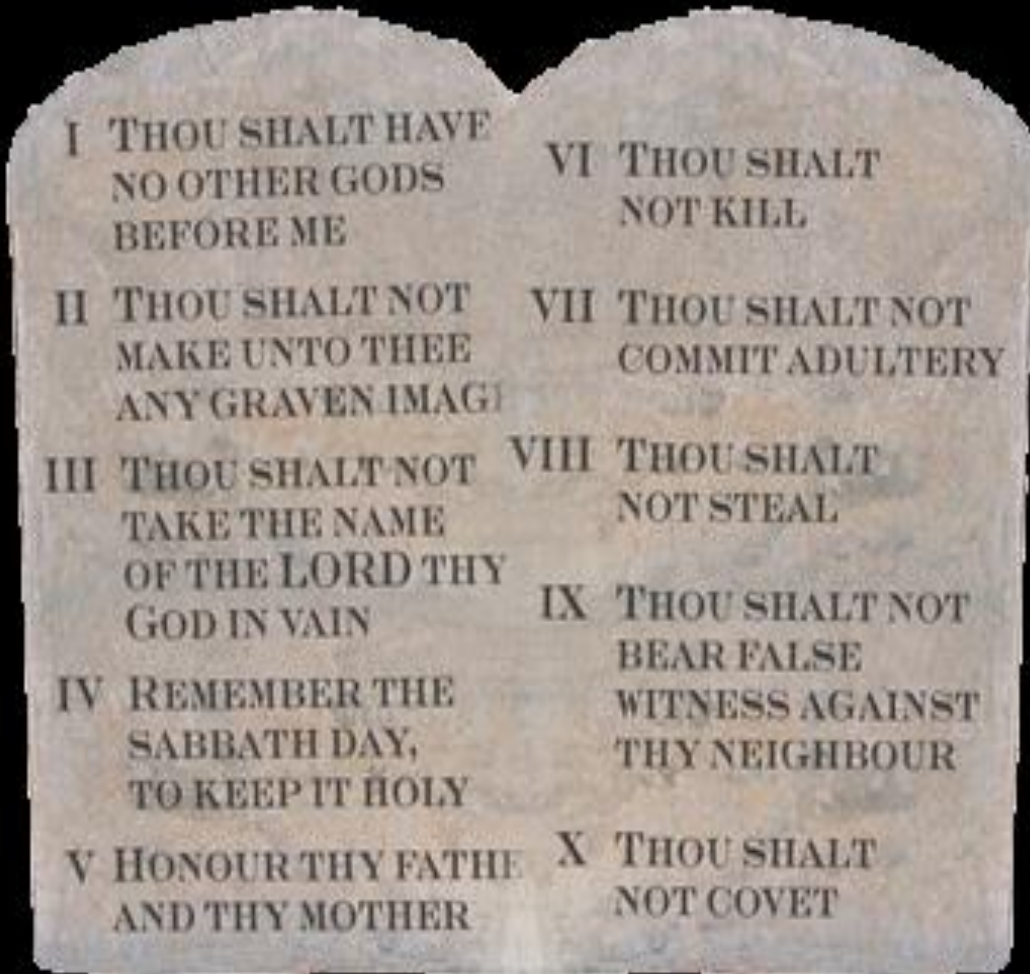 I THOU SHALT HAVE
NO OTHER GODS
BEFORE ME
II THOU SHALT NOT
MAKE UNTO THEE
ANY GRAVEN IMAGE
III THOU SHALT NOT
TAKE THE NAME
OF THE LORD THY
GOD IN VAIN
IV REMEMBER THE
SABBATH DAY,
TO KEEP IT HOLY
V HONOUR THY FATHE
AND THY MOTHER
VI THOU SHALT
NOT KILL
VII THOU SHALT NOT
COMMIT ADULTERY
VIII THOU SHALT
NOT STEAL
IX THOU SHALT NOT
BEAR FALSE
WITNESS AGAINST
THY NEIGHBOUR
X THOU SHALT
NOT COVET